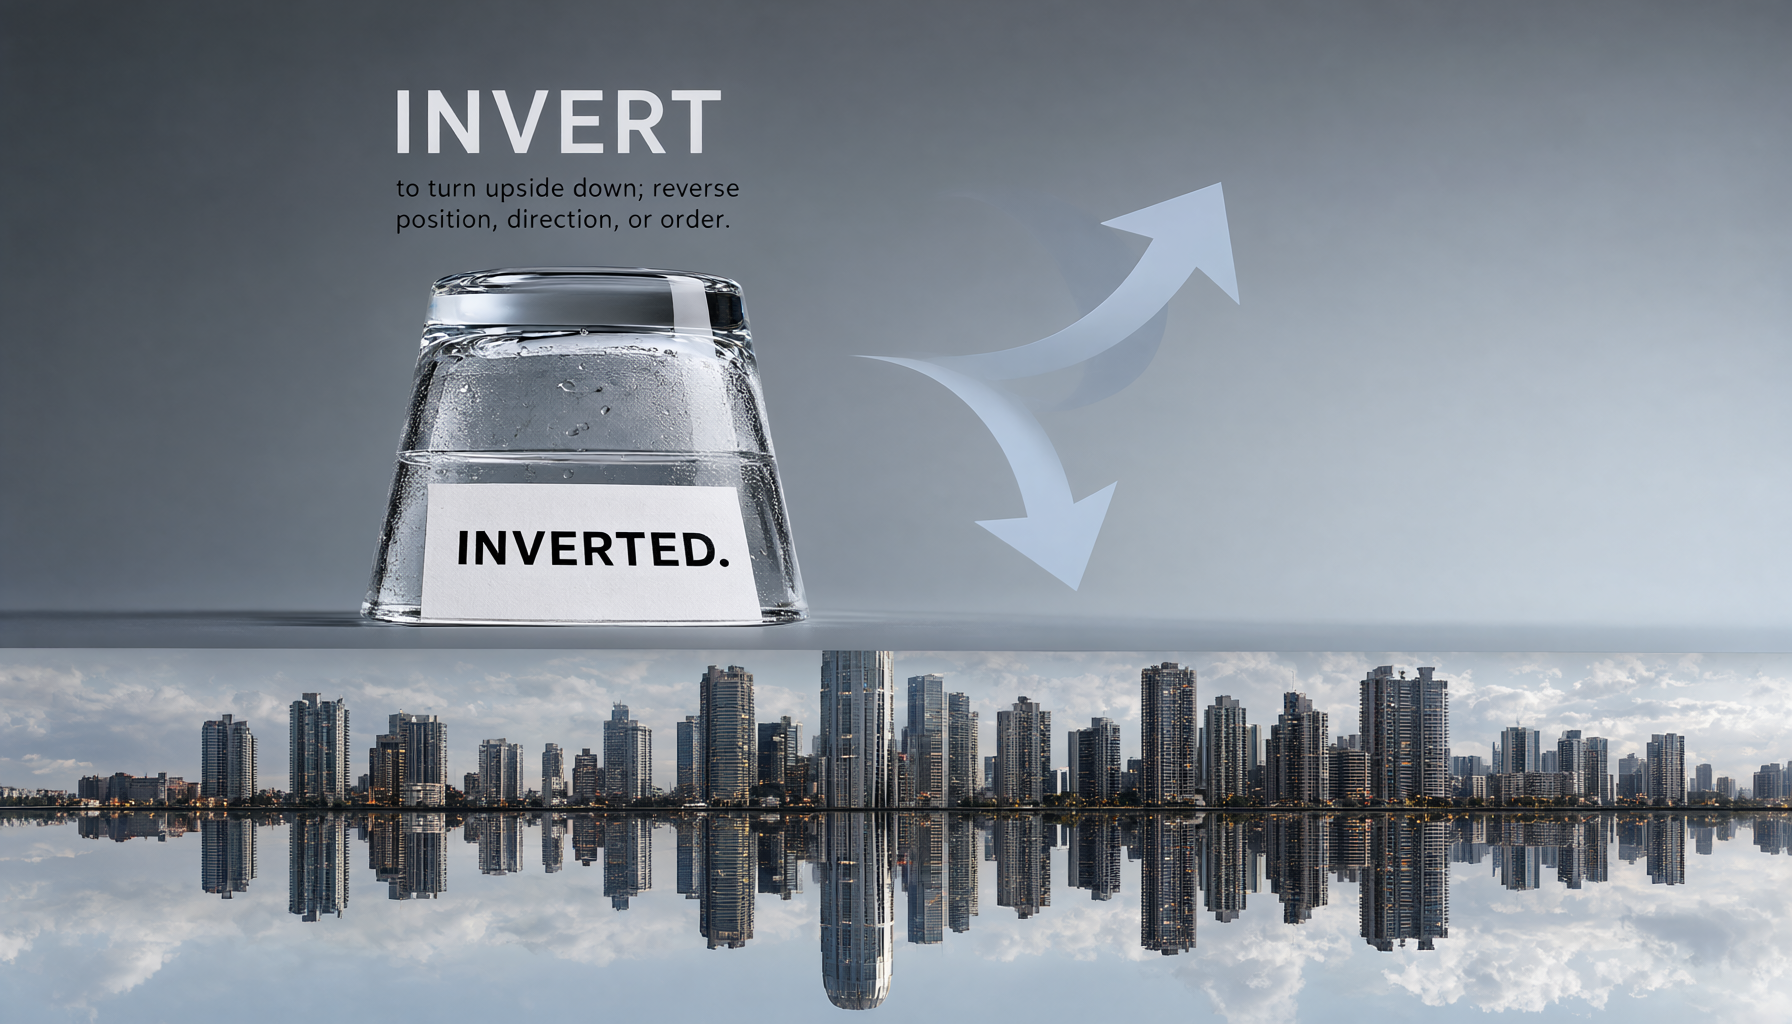 INVERT
to turn upside down; reverse
position, direction, or order.
INVERTED.